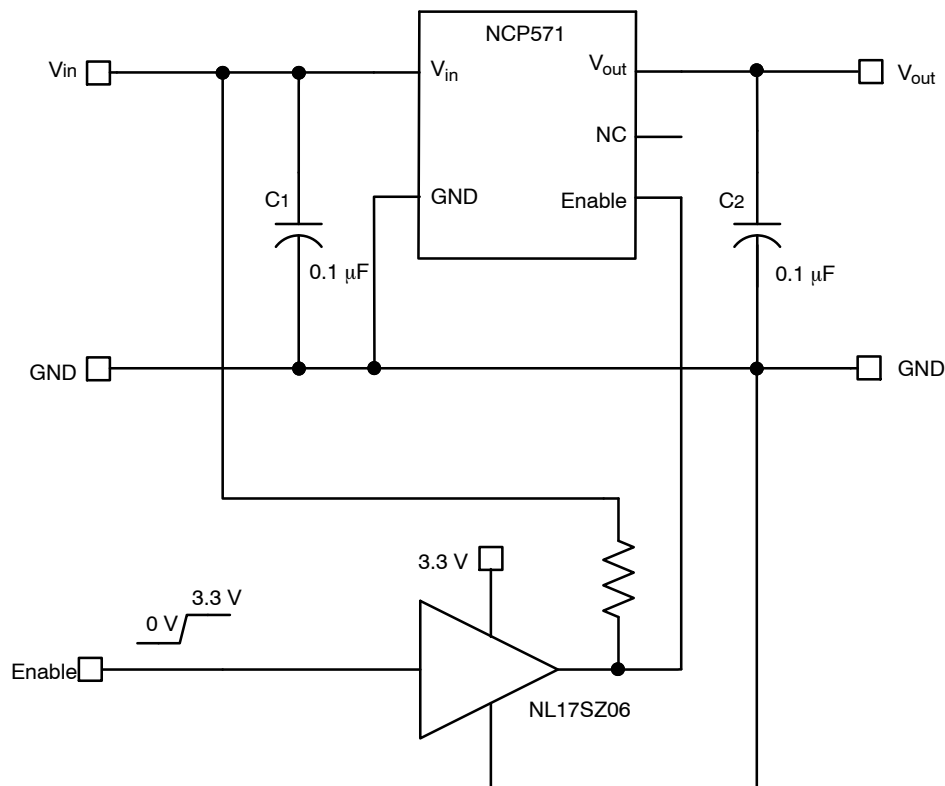 NCP571
Vin
Vin
Vout
Vout
NC
C1
GND
Enable
C2
0.1 μF
0.1 μF
GND
GND
3.3 V
3.3 V
0 V
Enable
NL17SZ06